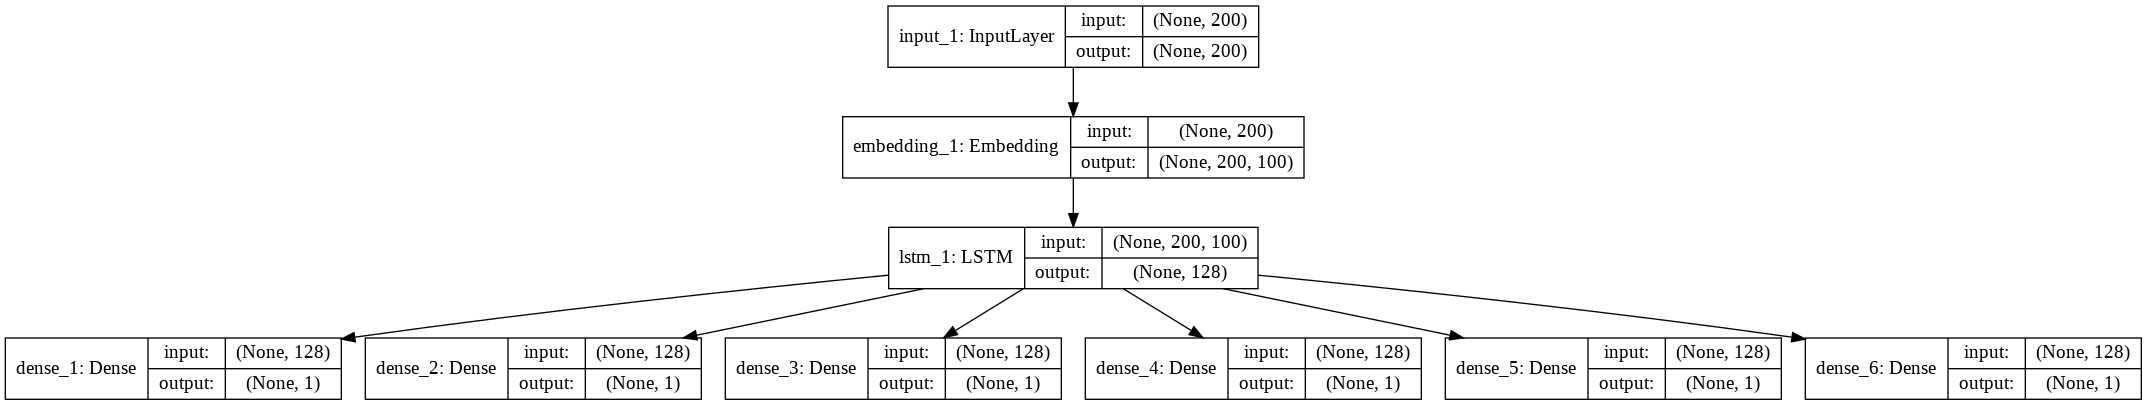 input_1: InputLayer
input: (None, 200)
output: (None, 200)
embedding_1: Embedding
input: (None, 200)
output: (None, 200, 100)
lstm_1: LSTM
input: (None, 200, 100)
output: (None, 128)
dense_1: Dense
input: (None, 128)
output: (None, 1)
dense_2: Dense
input: (None, 128)
output: (None, 1)
dense_3: Dense
input: (None, 128)
output: (None, 1)
dense_4: Dense
input: (None, 128)
output: (None, 1)
dense_5: Dense
input: (None, 128)
output: (None, 1)
dense_6: Dense
input: (None, 128)
output: (None, 1)